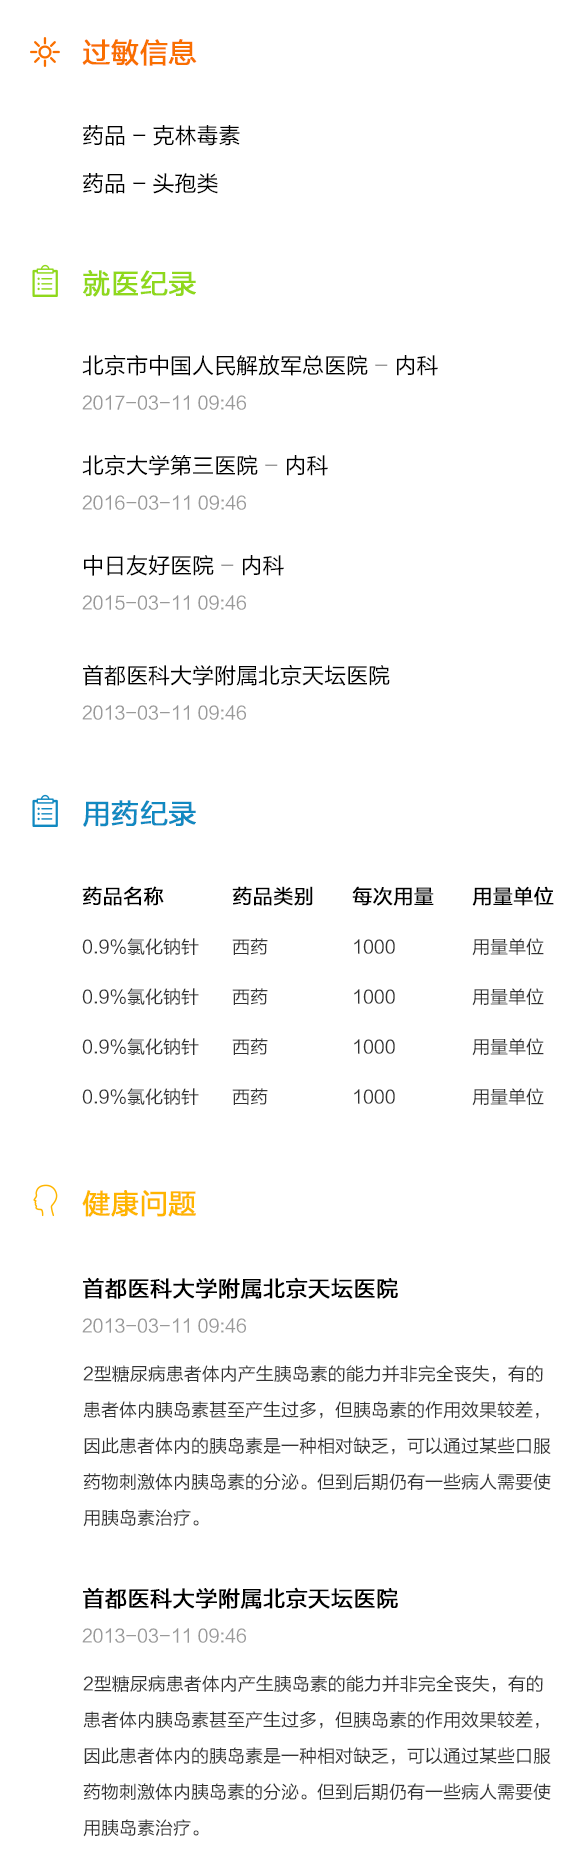 过敏信息
药品 – 克林毒素
药品 – 头孢类
就医纪录
北京市中国人民解放军总医院 – 内科
2017-03-11 09:46
北京大学第三医院 – 内科
2016-03-11 09:46
中日友好医院 – 内科
2015-03-11 09:46
首都医科大学附属北京天坛医院
2013-03-11 09:46
用药纪录
药品名称 药品类别 每次用量 用量单位
0.9%氯化钠针 西药 1000 用量单位
0.9%氯化钠针 西药 1000 用量单位
0.9%氯化钠针 西药 1000 用量单位
0.9%氯化钠针 西药 1000 用量单位
健康问题
首都医科大学附属北京天坛医院
2013-03-11 09:46
2型糖尿病患者体内产生胰岛素的能力并非完全丧失，有的
患者体内胰岛素甚至产生过多，但胰岛素的作用效果较差，
因此患者体内的胰岛素是一种相对缺乏，可以通过某些口服
药物刺激体内胰岛素的分泌。但到后期仍有一些病人需要使
用胰岛素治疗。
首都医科大学附属北京天坛医院
2013-03-11 09:46
2型糖尿病患者体内产生胰岛素的能力并非完全丧失，有的
患者体内胰岛素甚至产生过多，但胰岛素的作用效果较差，
因此患者体内的胰岛素是一种相对缺乏，可以通过某些口服
药物刺激体内胰岛素的分泌。但到后期仍有一些病人需要使
用胰岛素治疗。